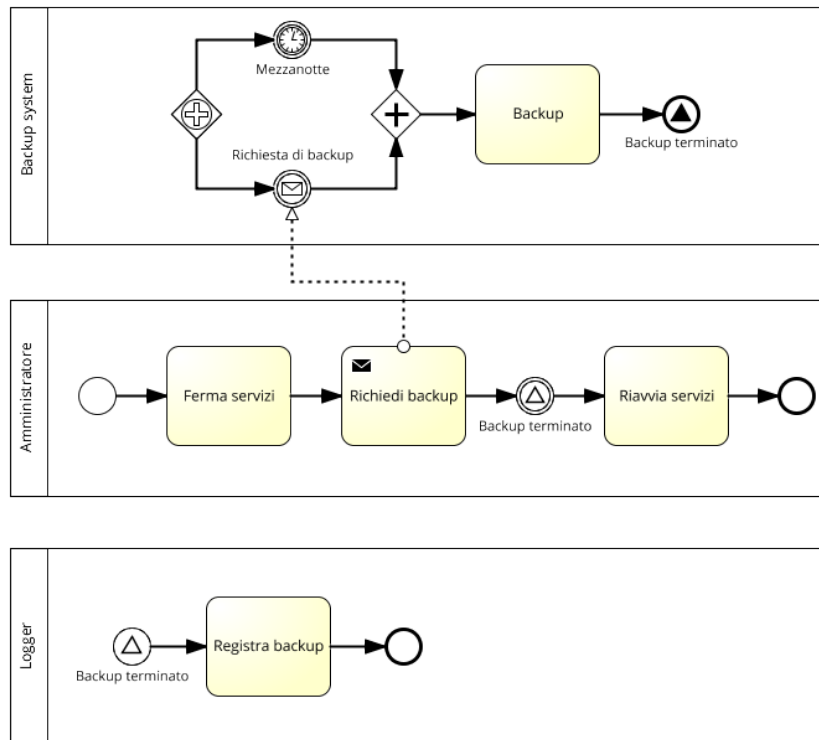 Backup system
Mezzanotte
Richiesta di backup
Backup
Backup terminato
Amministratore
Ferma servizi
Richiedi backup
Backup terminato
Riavvia servizi
Logger
Backup terminato
Registra backup